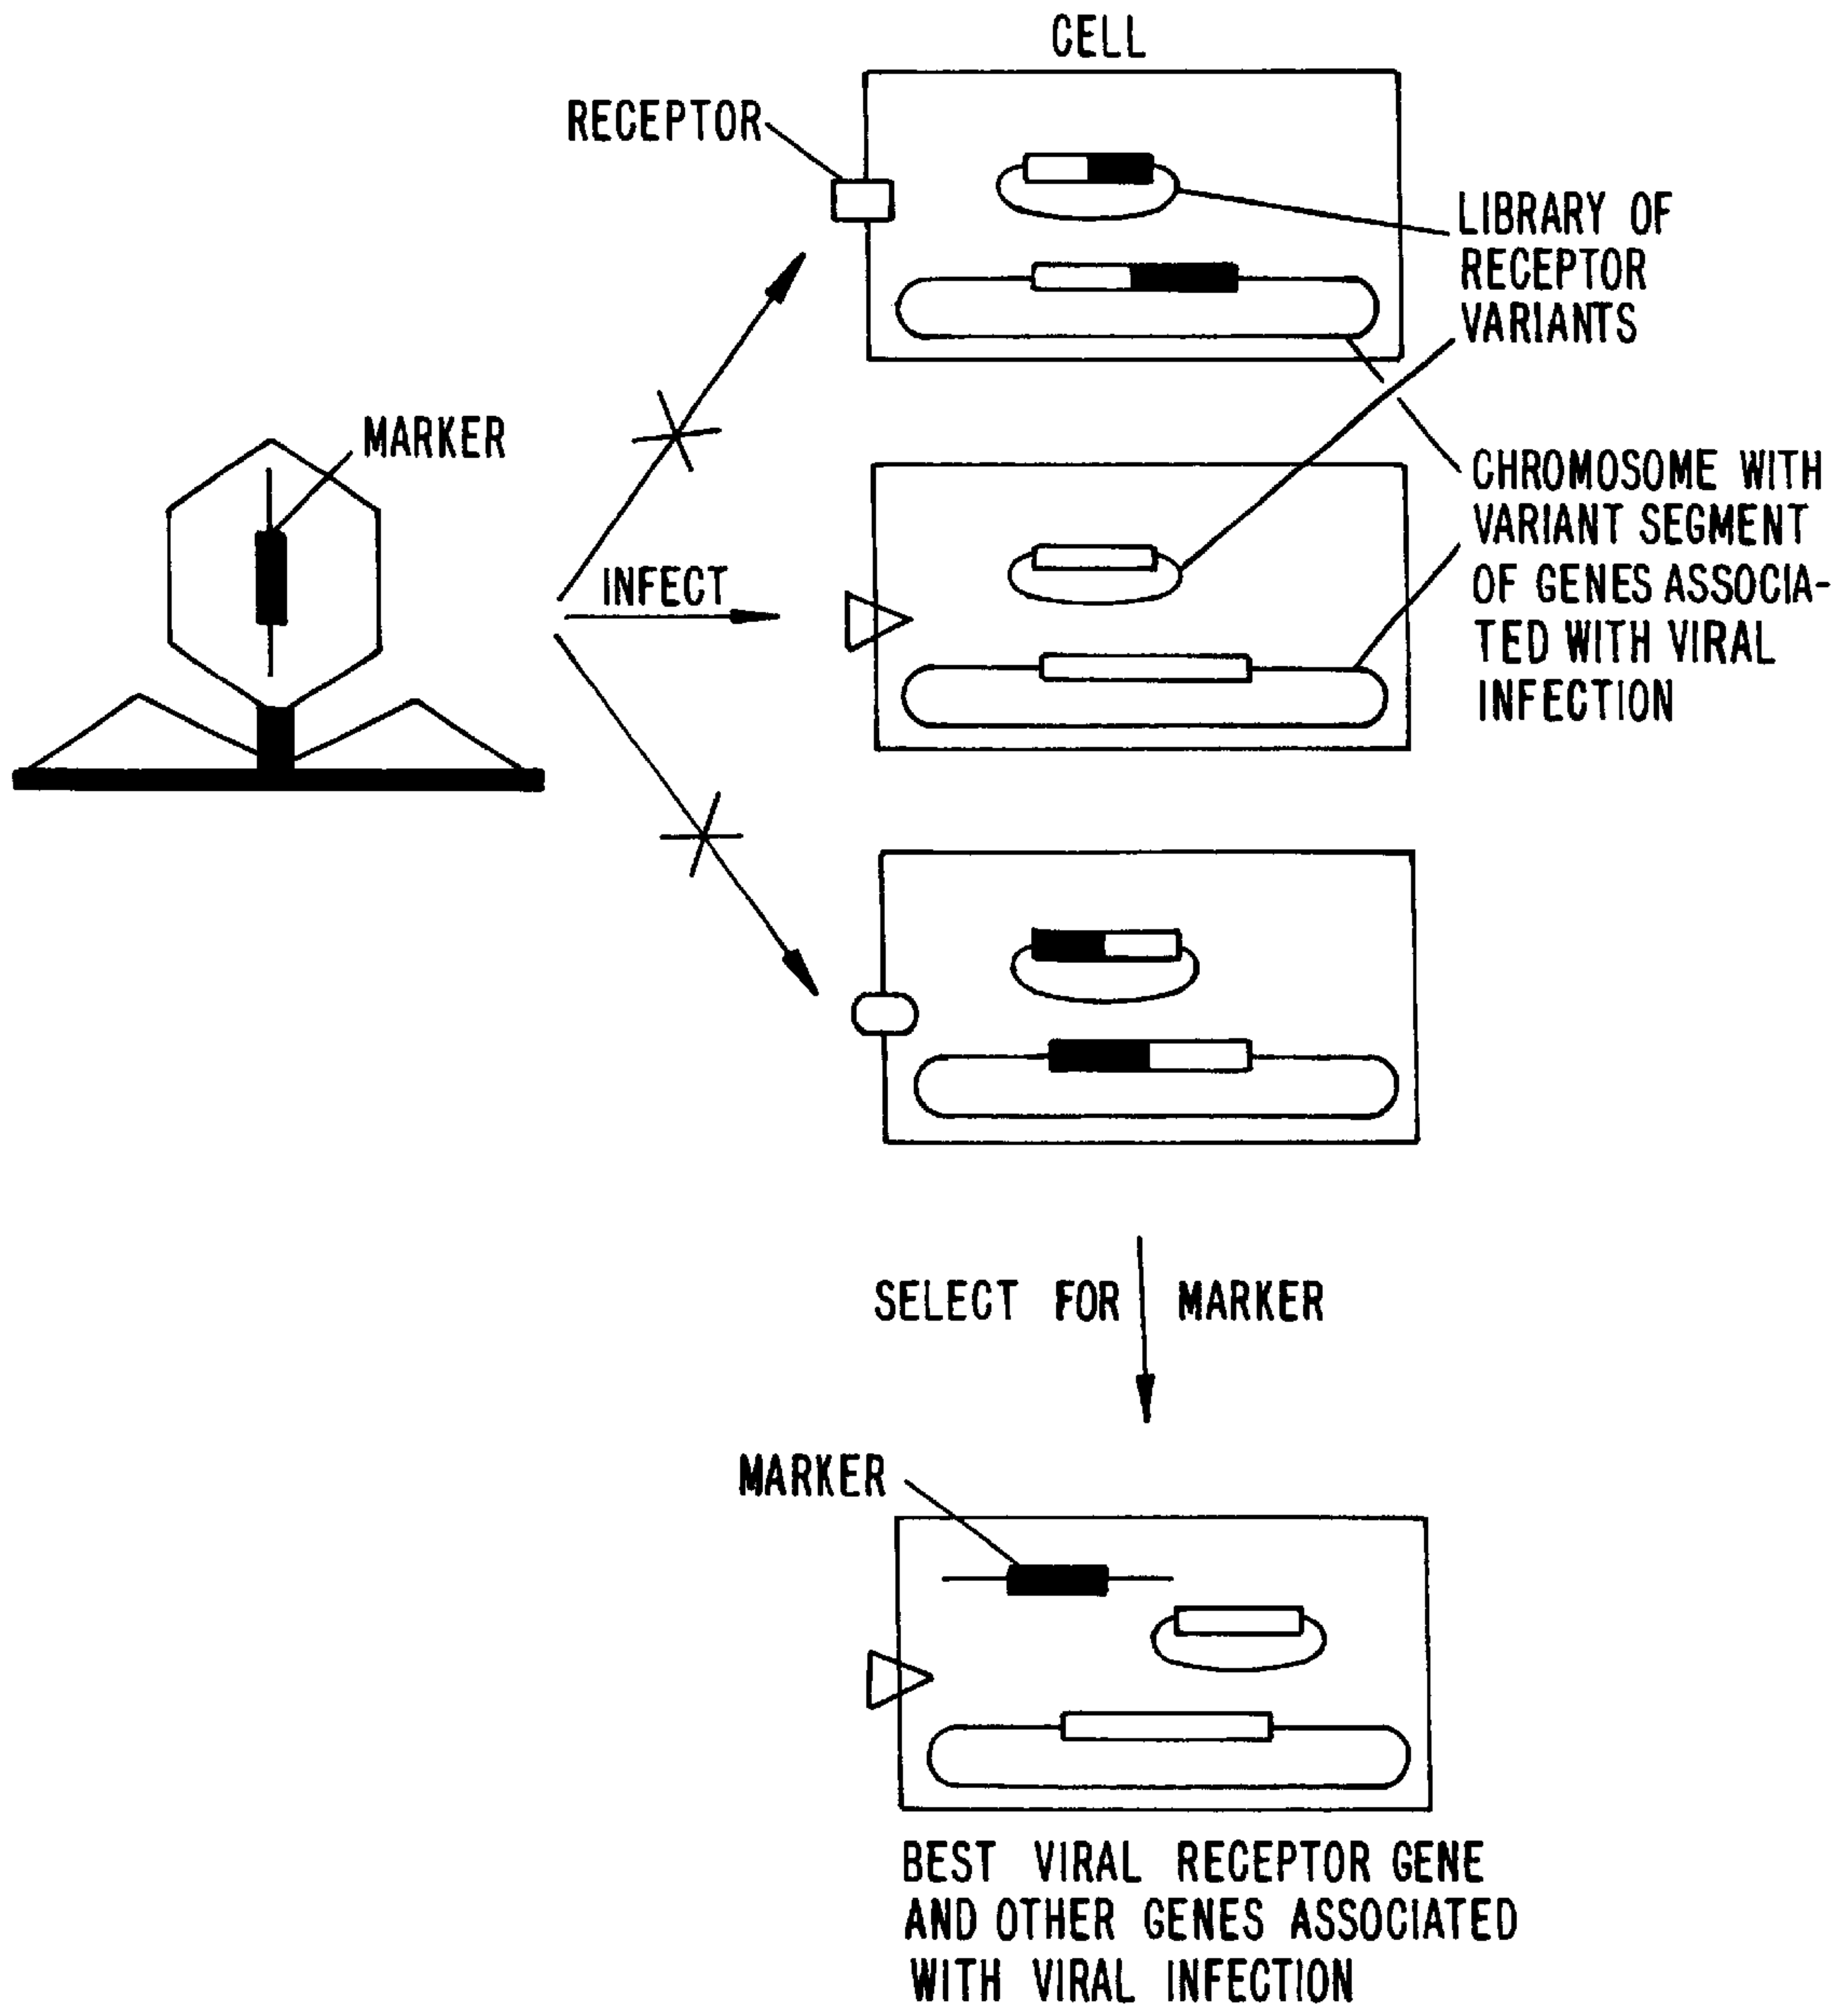 CELL
RECEPTOR
LIBRARY OF
RECEPTOR
VARIANTS
MARKER
CHROMOSOME WITH
VARIANT SEGMENT
OF GENES ASSOCIA-
TED WITH VIRAL
INFECTION
INFECT
SELECT FOR MARKER
MARKER
BEST VIRAL RECEPTOR GENE
AND OTHER GENES ASSOCIATED
WITH VIRAL INFECTION